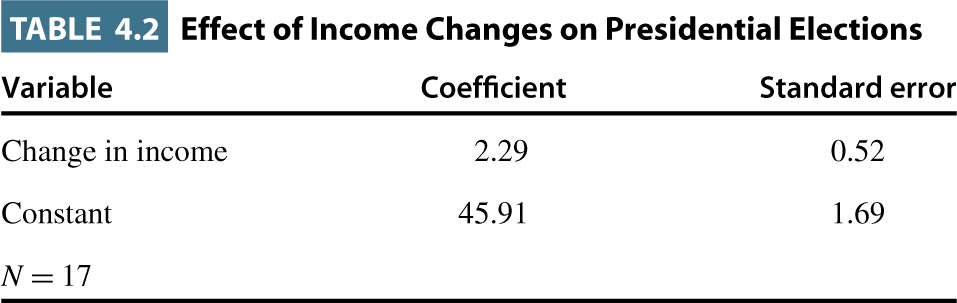 TABLE 4.2 Effect of Income Changes on Presidential Elections
Variable Coefficient Standard error
Change in income 2.29 0.52
Constant 45.91 1.69
N = 17